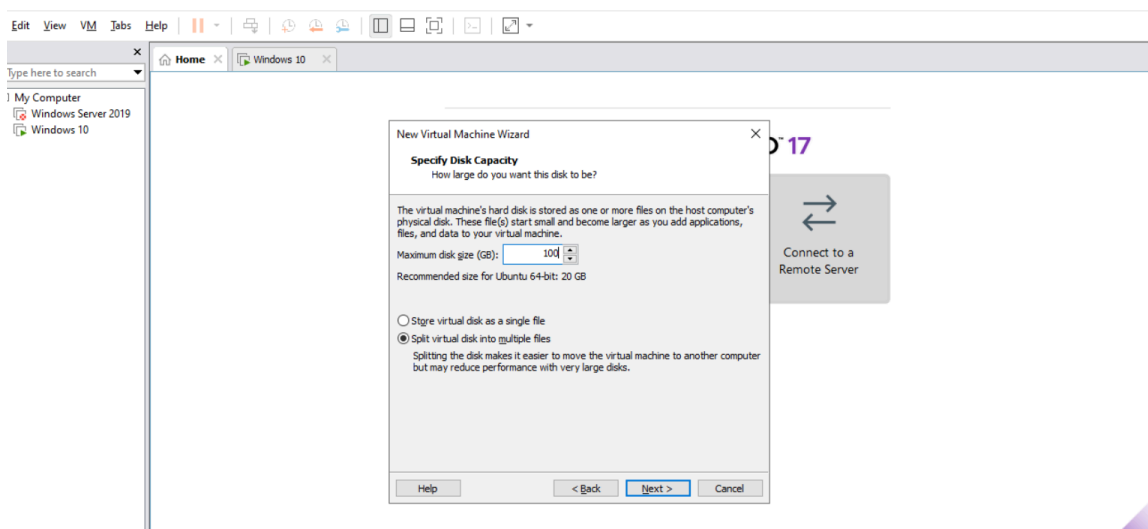 Edit View VM Tabs Help
Home
Windows 10
Type here to search
My Computer
Windows Server 2019
Windows 10
17
New Virtual Machine Wizard
Specify Disk Capacity
How large do you want this disk to be?
The virtual machine's hard disk is stored as one or more files on the host computer's
physical disk. These file(s) start small and become larger as you add applications,
files, and data to your virtual machine.
Maximum disk size (GB): 100
Recommended size for Ubuntu 64-bit: 20 GB
Store virtual disk as a single file
Split virtual disk into multiple files
Splitting the disk makes it easier to move the virtual machine to another computer
but may reduce performance with very large disks.
Help < Back Next > Cancel
Connect to a
Remote Server